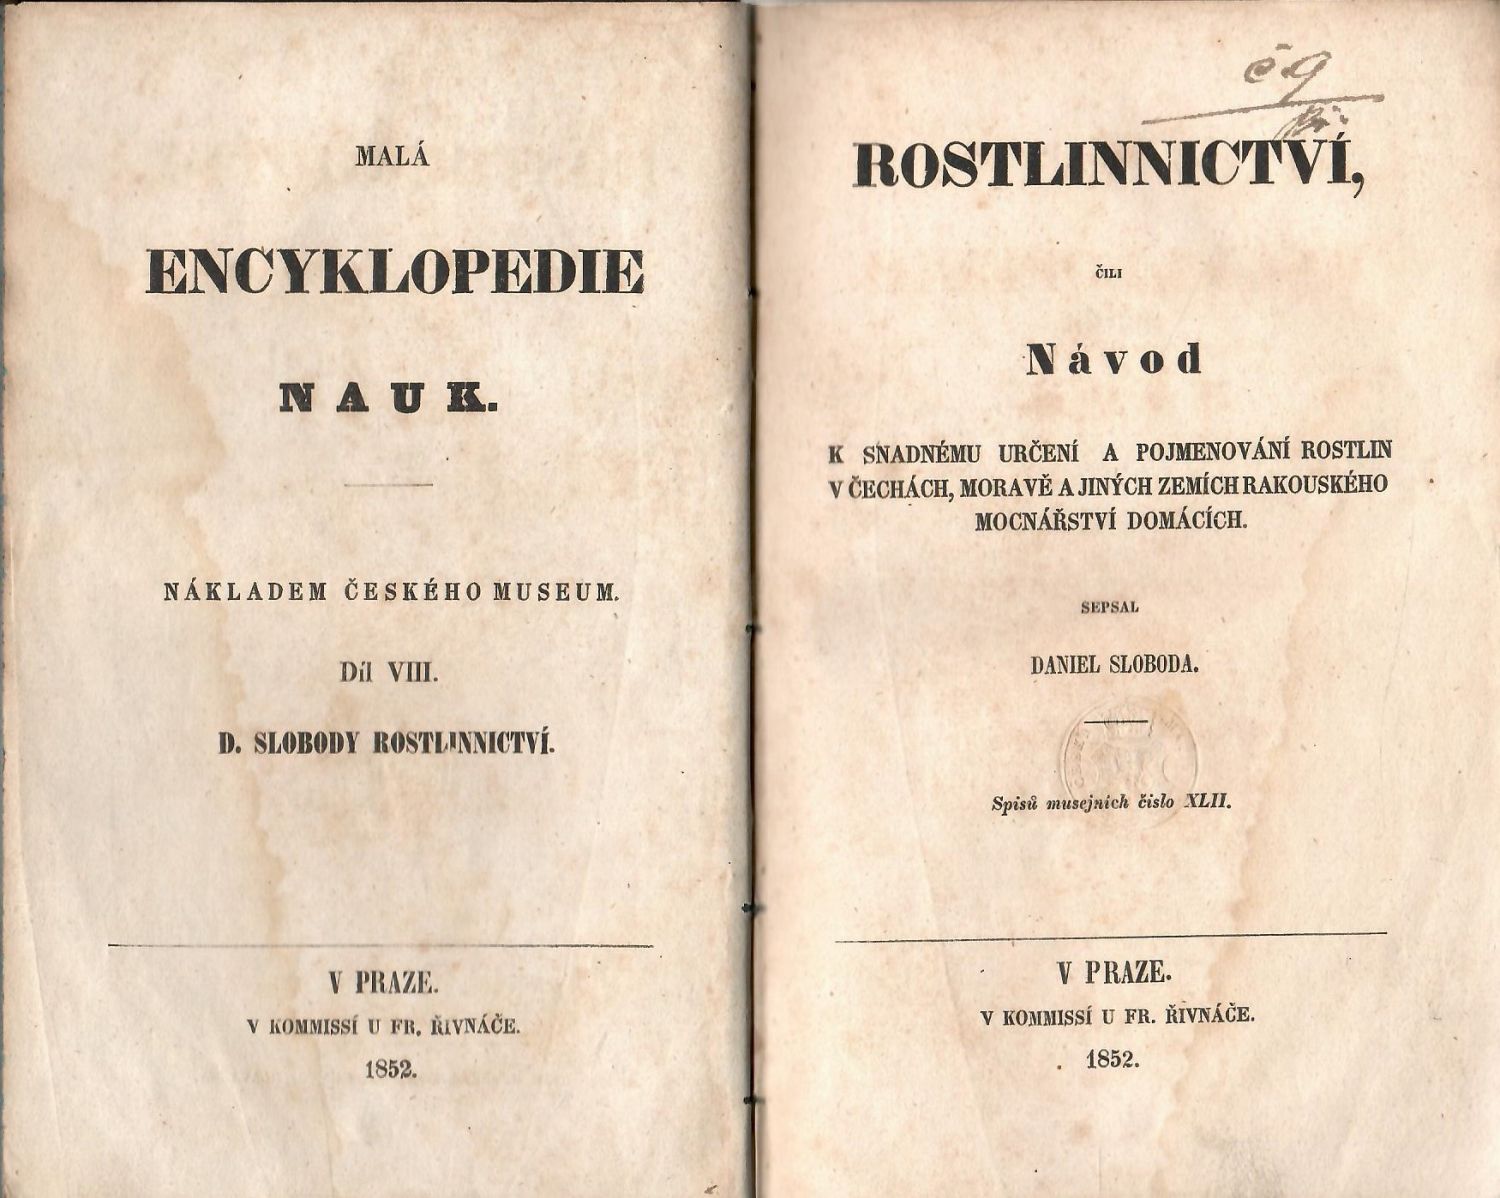 MALÁ
ENCYKLOPEDIE
NAUK.
NÁKLADEM ČESKÉHO MUSEUM.
Díl VIII.
D. SLOBODY ROSTLINNICTVÍ.
V PRAZE.
V KOMMISSÍ U FR. ŘIVNÁČE.
1852.
č 9
ROSTLINNICTVÍ,
ČILI
Návod
K SNADNÉMU URČENÍ A POJMENOVÁNÍ ROSTLIN
V ČECHÁCH, MORAVĚ A JINÝCH ZEMÍCH RAKOUSKÉHO
MOCNÁŘSTVÍ DOMÁCÍCH.
SEPSAL
DANIEL SLOBODA.
Spisů musejních číslo XLII.
V PRAZE.
V KOMMISSÍ U FR. ŘIVNÁČE.
1852.